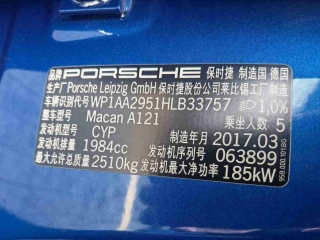 品牌 PORSCHE 保时捷 制造国 德国
生产厂 Porsche Leipzig GmbH 保时捷股份公司莱比锡工厂制造
车辆识别代号 WP1AA2951HLB33757 1,0%
整车型号 Macan A121 乘坐人数 5
发动机型号 CYP 制造年月 2017.03
发动机排量 1984cc 发动机号 063899
最大允许总质量 2510kg 发动机最大净功率 185kW